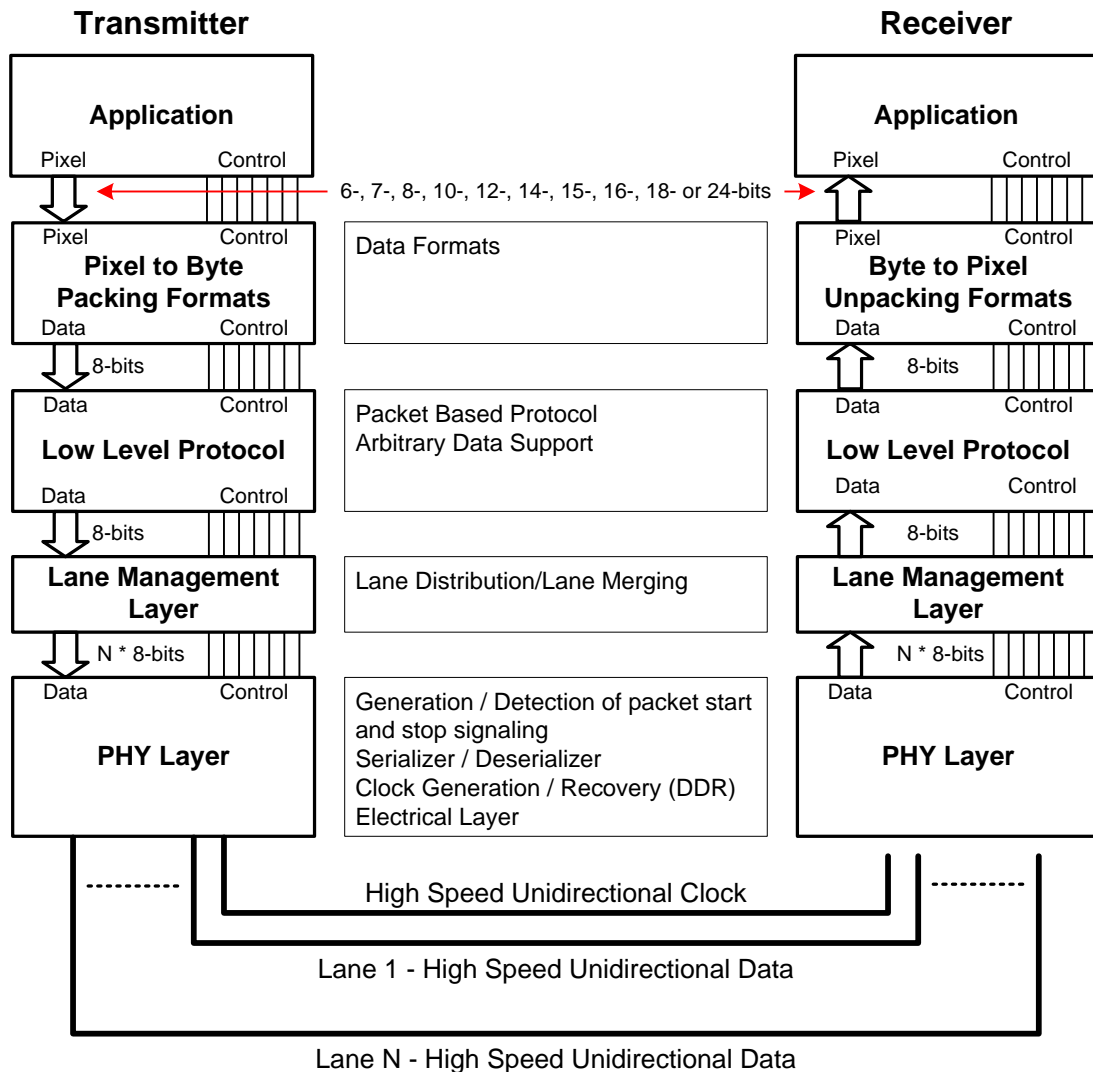 Transmitter
Receiver
Application
Pixel
Control
Application
Pixel
Control
6-, 7-, 8-, 10-, 12-, 14-, 15-, 16-, 18- or 24-bits
Pixel
Control
Pixel to Byte
Packing Formats
Data
Control
Data Formats
Pixel
Control
Byte to Pixel
Unpacking Formats
Data
Control
8-bits
8-bits
Data
Control
Low Level Protocol
Data
Control
Packet Based Protocol
Arbitrary Data Support
Data
Control
Low Level Protocol
Data
Control
8-bits
8-bits
Lane Management
Layer
Lane Distribution/Lane Merging
Lane Management
Layer
N * 8-bits
N * 8-bits
Data
Control
PHY Layer
Generation / Detection of packet start
and stop signaling
Serializer / Deserializer
Clock Generation / Recovery (DDR)
Electrical Layer
Data
Control
PHY Layer
High Speed Unidirectional Clock
Lane 1 - High Speed Unidirectional Data
Lane N - High Speed Unidirectional Data